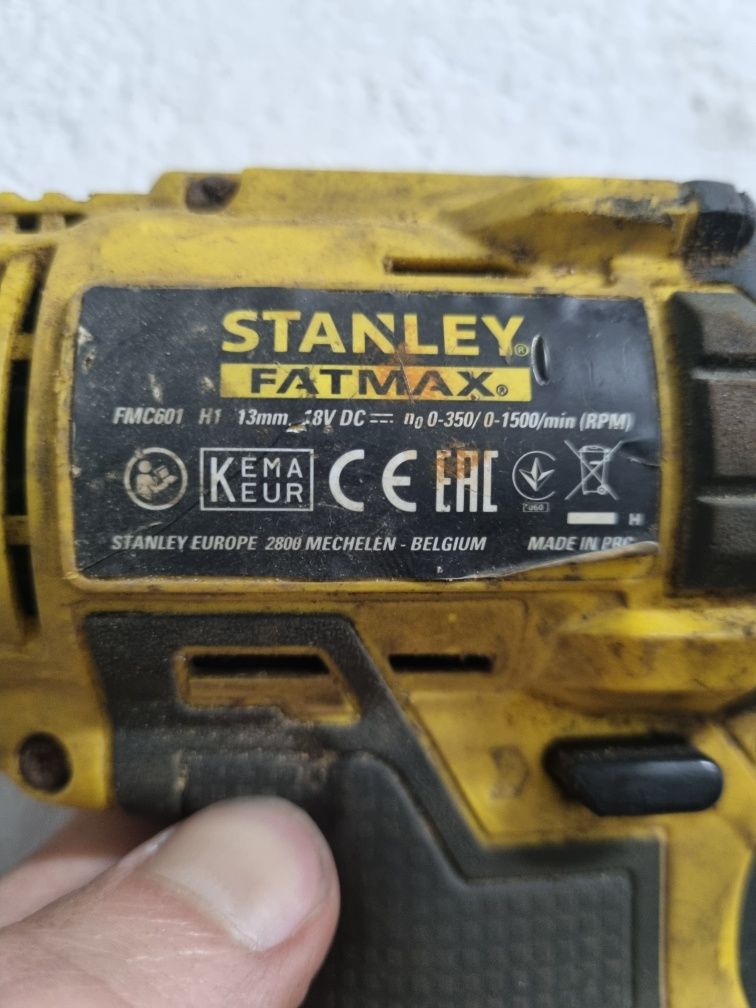 STANLEY®
FATMAX®
FMC601 H1 13mm 18V DC n0 0-350/ 0-1500/min (RPM)
KEMA
EUR
CE EAC
060
H
STANLEY EUROPE 2800 MECHELEN - BELGIUM MADE IN PRC